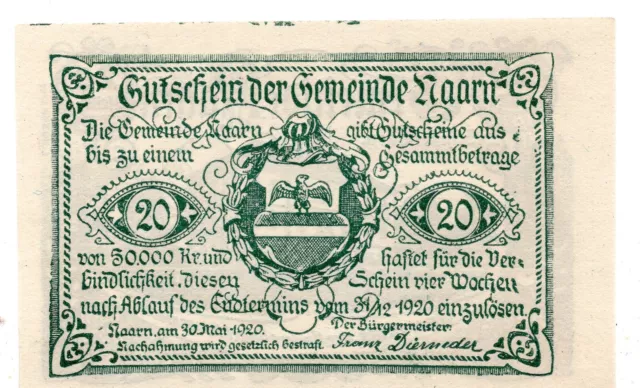 Gutschein der Gemeinde Naarn
Die Gemeinde Naarn gibt Gutscheine aus
bis zu einem Gesammtbetrage
20 20
von 30.000 Kr. und haftet für die Ver-
bindlichkeit, diesen Schein vier Wochen
nach Ablauf des Endtermins vom 31/12 1920 einzulösen
Naarn, am 30. Mai 1920. Der Bürgermeister:
Nachahmung wird gesetzlich bestraft. Franz